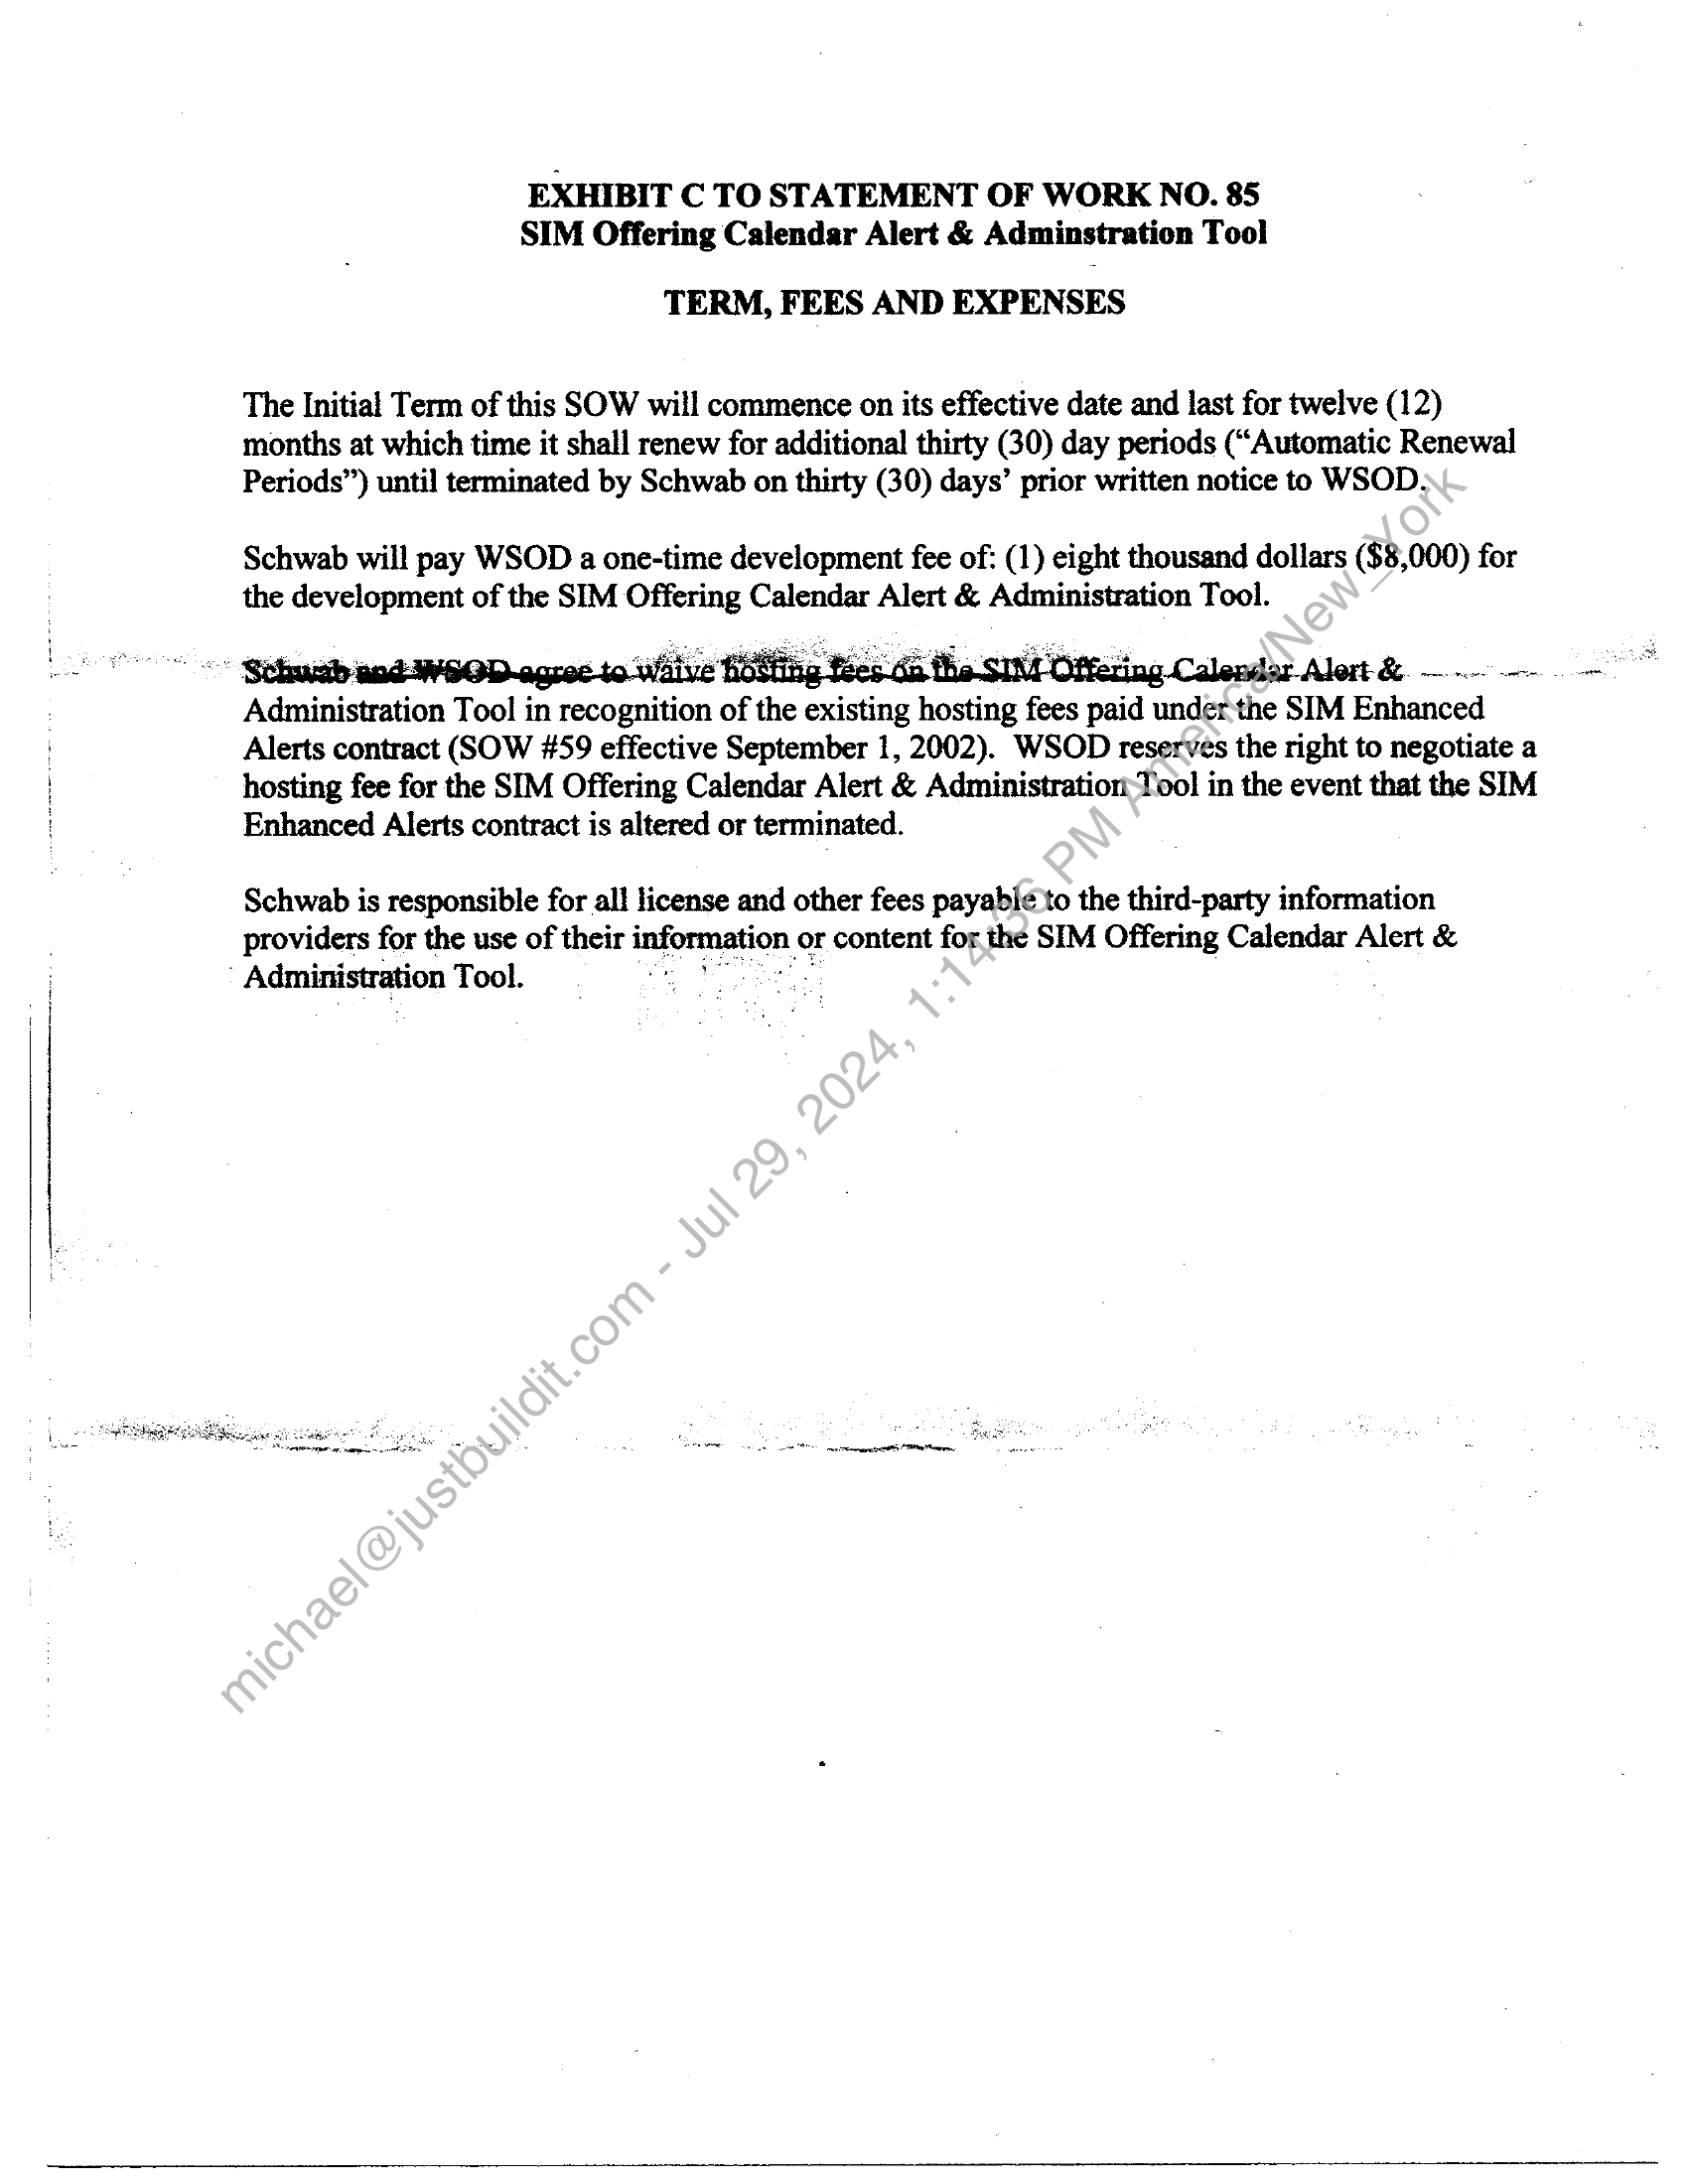 EXHIBIT C TO STATEMENT OF WORK NO. 85
SIM Offering Calendar Alert & Adminstration Tool
TERM, FEES AND EXPENSES
The Initial Term of this SOW will commence on its effective date and last for twelve (12)
months at which time it shall renew for additional thirty (30) day periods (“Automatic Renewal
Periods”) until terminated by Schwab on thirty (30) days’ prior written notice to WSOD.
Schwab will pay WSOD a one-time development fee of: (1) eight thousand dollars ($8,000) for
the development of the SIM Offering Calendar Alert & Administration Tool.
Schwab and WSOD agree to waive hosting fees on the SIM Offering Calendar Alert &
Administration Tool in recognition of the existing hosting fees paid under the SIM Enhanced
Alerts contract (SOW #59 effective September 1, 2002). WSOD reserves the right to negotiate a
hosting fee for the SIM Offering Calendar Alert & Administration Tool in the event that the SIM
Enhanced Alerts contract is altered or terminated.
Schwab is responsible for all license and other fees payable to the third-party information
providers for the use of their information or content for the SIM Offering Calendar Alert &
Administration Tool.
michael@justbuildit.com - Jul 29, 2024, 1:14:36 PM America/New_York